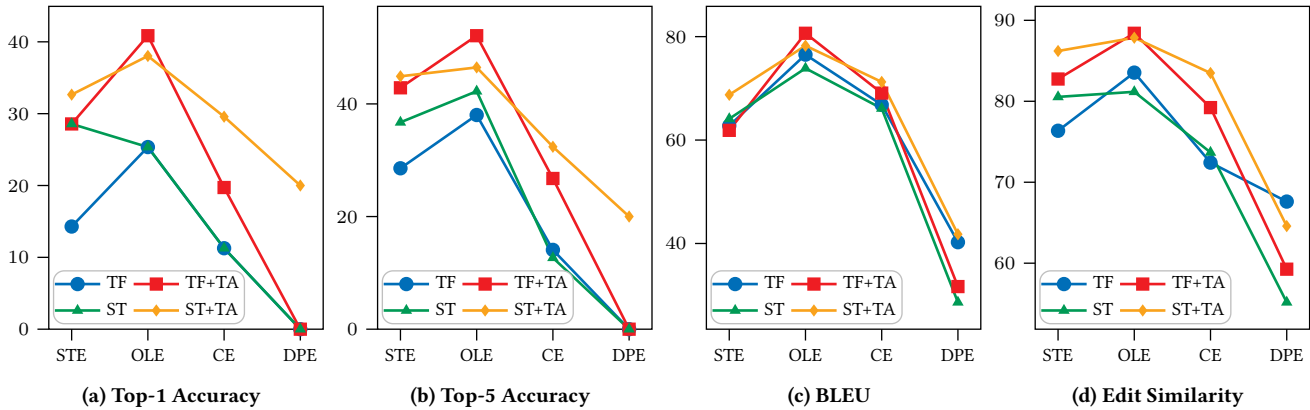 40
30
20
10
0
TF
TF+TA
ST
ST+TA
STE
OLE
CE
DPE
(a) Top-1 Accuracy
40
20
0
TF
TF+TA
ST
ST+TA
STE
OLE
CE
DPE
(b) Top-5 Accuracy
80
60
40
TF
TF+TA
ST
ST+TA
STE
OLE
CE
DPE
(c) BLEU
90
80
70
60
TF
TF+TA
ST
ST+TA
STE
OLE
CE
DPE
(d) Edit Similarity